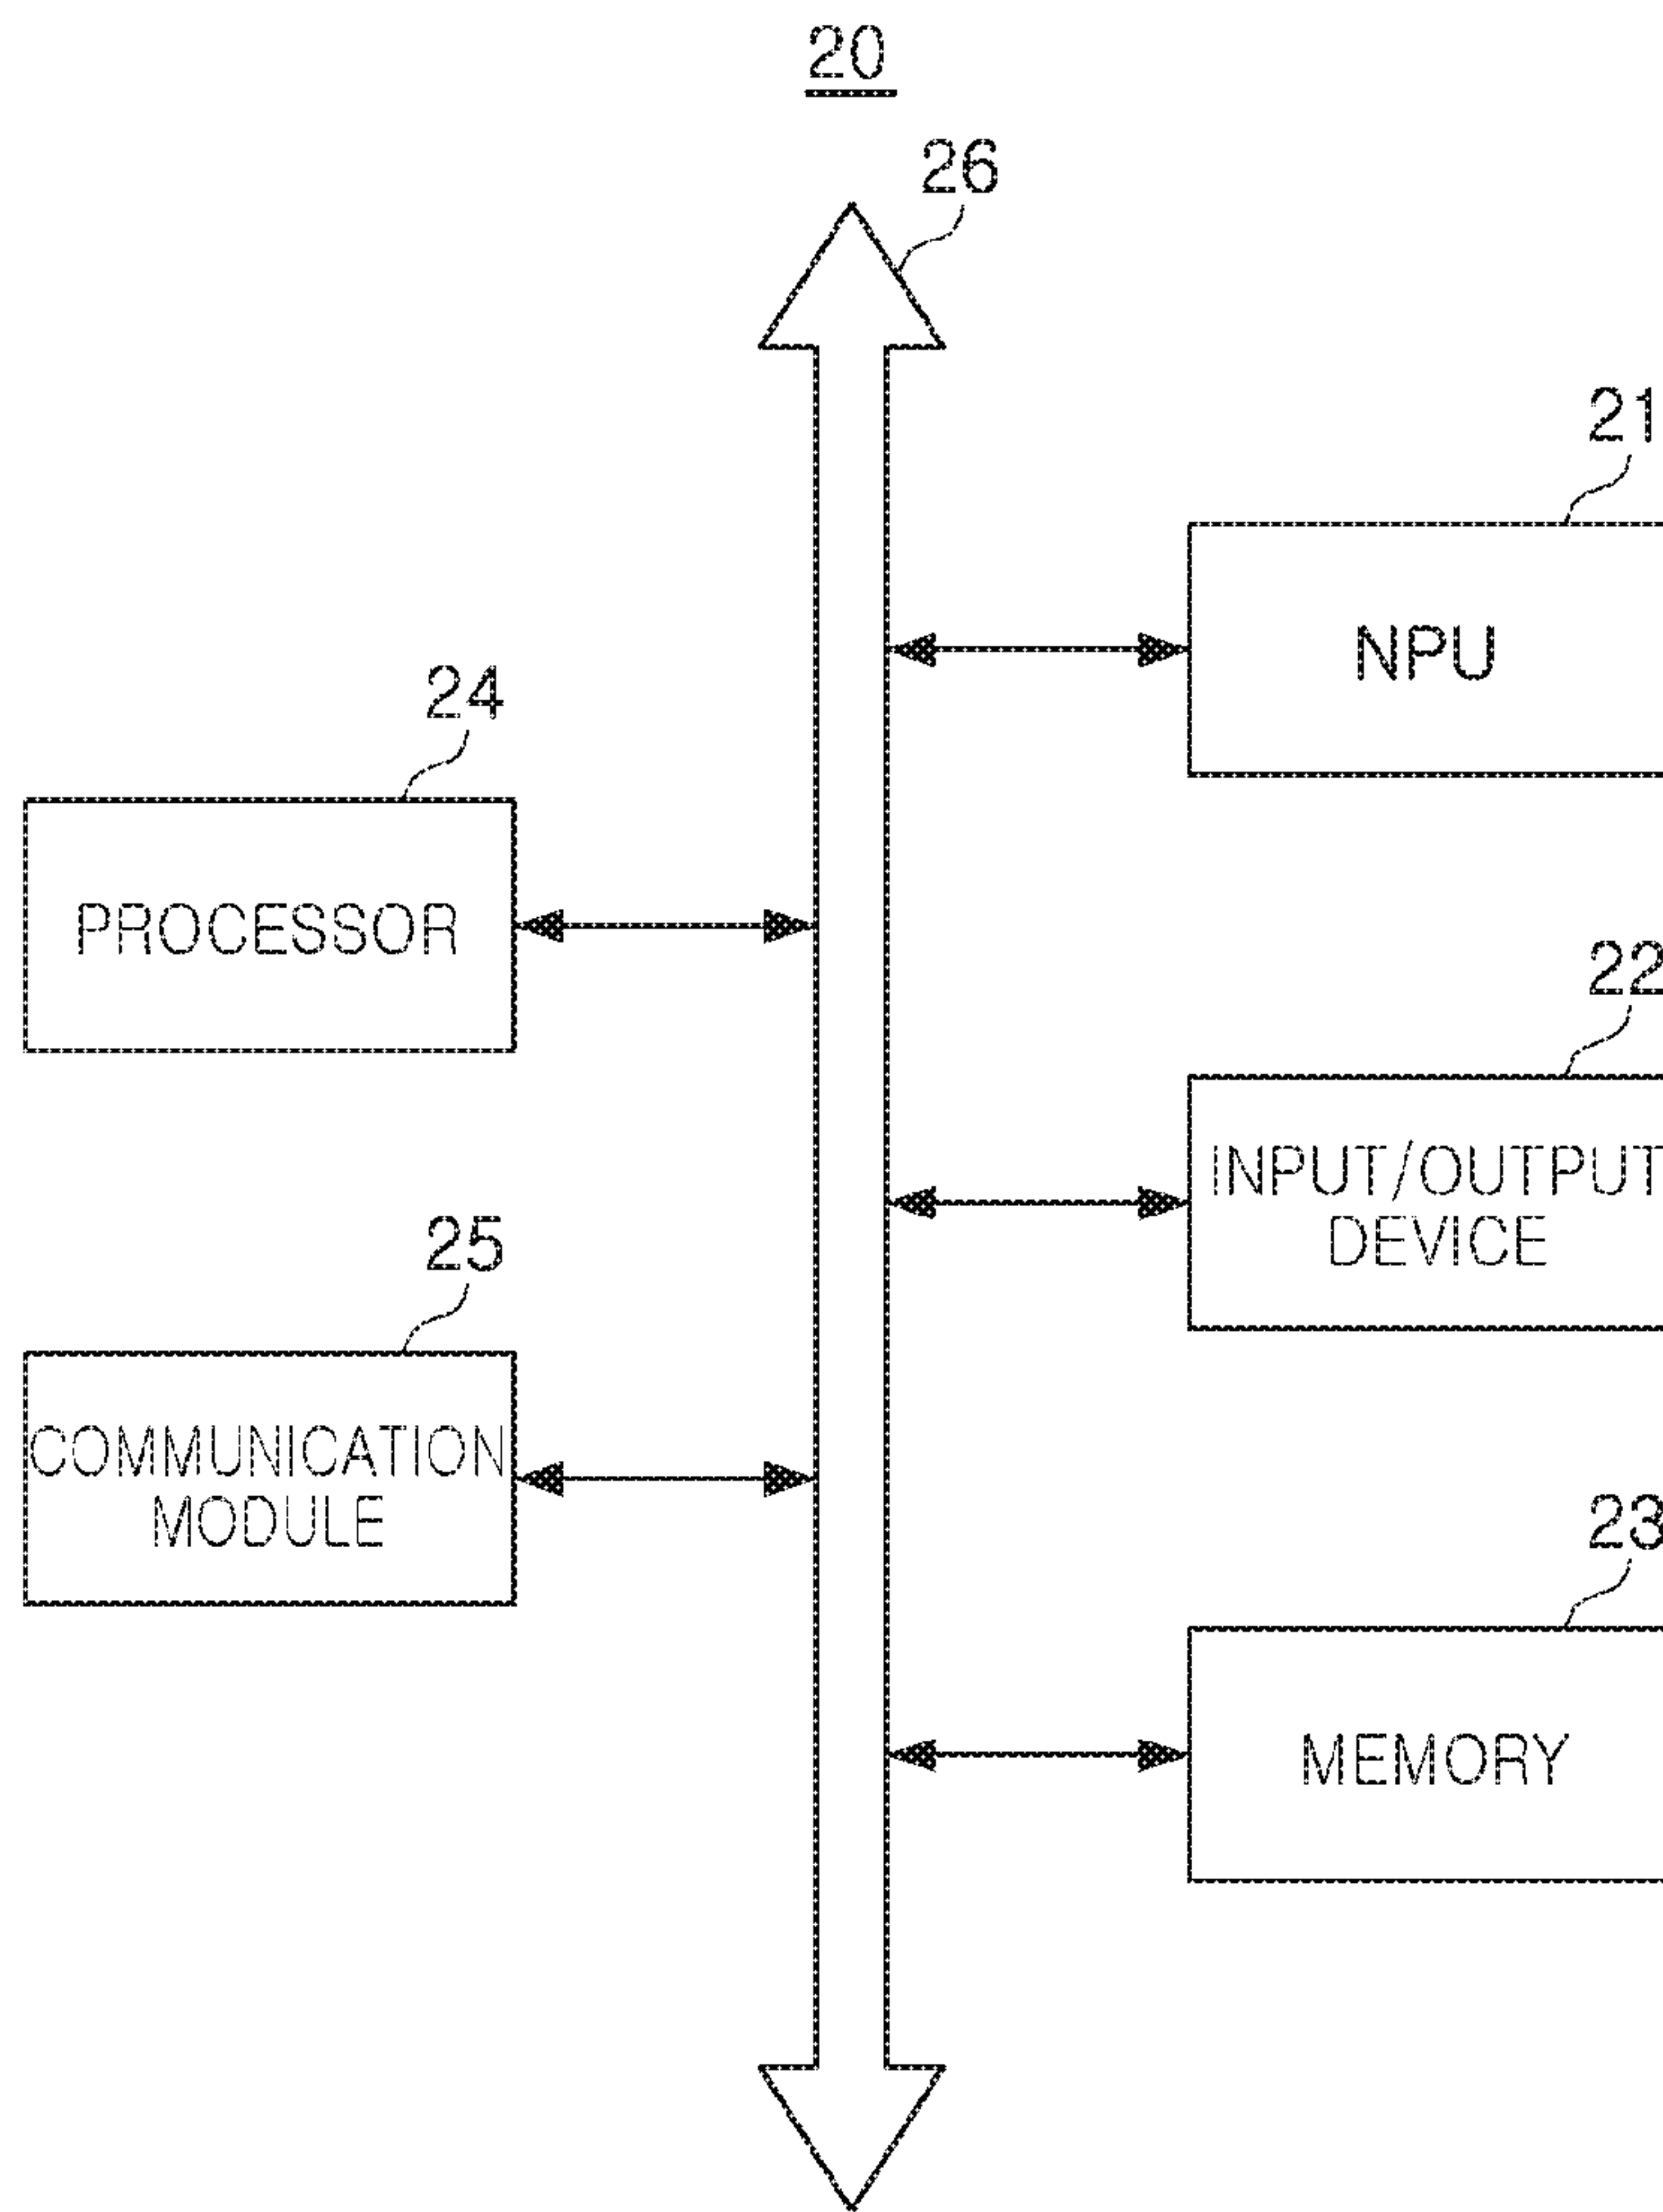 20
26
21
NPU
24
PROCESSOR
22
INPUT/OUTPUT
DEVICE
25
COMMUNICATION
MODULE
23
MEMORY